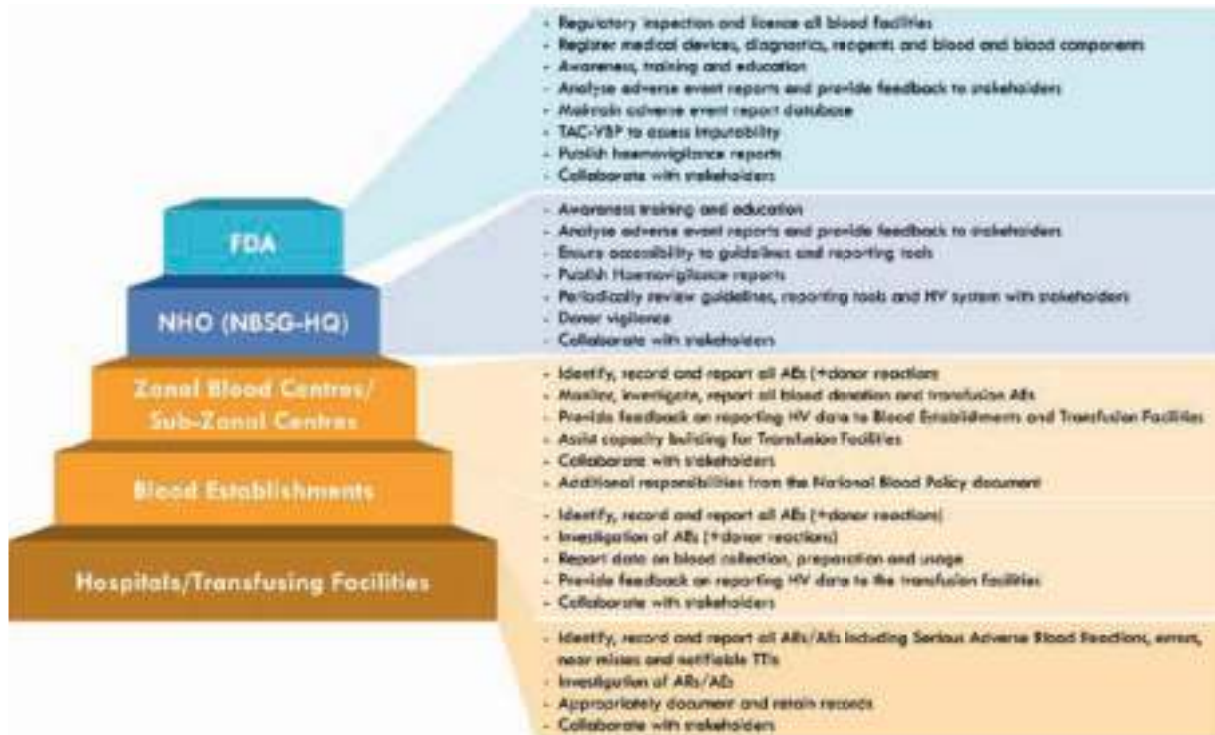 - Regulatory inspection and licence all blood facilities
- Register medical devices, diagnostics, reagents and blood and blood components
- Awareness, training and education
- Analyse adverse event reports and provide feedback to stakeholders
- Maintain adverse event report database
- TAC-VBP to assess imputability
- Publish haemovigilance reports
- Collaborate with stakeholders
FDA
- Awareness training and education
- Analyse adverse event reports and provide feedback to stakeholders
- Ensure accessibility to guidelines and reporting tools
- Publish Haemovigilance reports
- Periodically review guidelines, reporting tools and HV system with stakeholders
- Donor vigilance
- Collaborate with stakeholders
NHO (NBSG-HQ)
- Identify, record and report all AEs (+donor reactions
- Monitor, investigate, report all blood donation and transfusion AEs
- Provide feedback on reporting HV data to Blood Establishments and Transfusion Facilities
- Assist capacity building for Transfusion Facilities
- Collaborate with stakeholders
- Additional responsibilities from the National Blood Policy document
Zonal Blood Centres/
Sub-Zonal Centres
- Identify, record and report all AEs (+donor reactions)
- Investigation of AEs (+donor reactions)
- Report data on blood collection, preparation and usage
- Provide feedback on reporting HV data to the transfusion facilities
- Collaborate with stakeholders
Blood Establishments
- Identify, record and report all ARs/AEs including Serious Adverse Blood Reactions, errors,
near misses and notifiable TTIs
- Investigation of ARs/AEs
- Appropriately document and retain records
- Collaborate with stakeholders
Hospitals/Transfusing Facilities